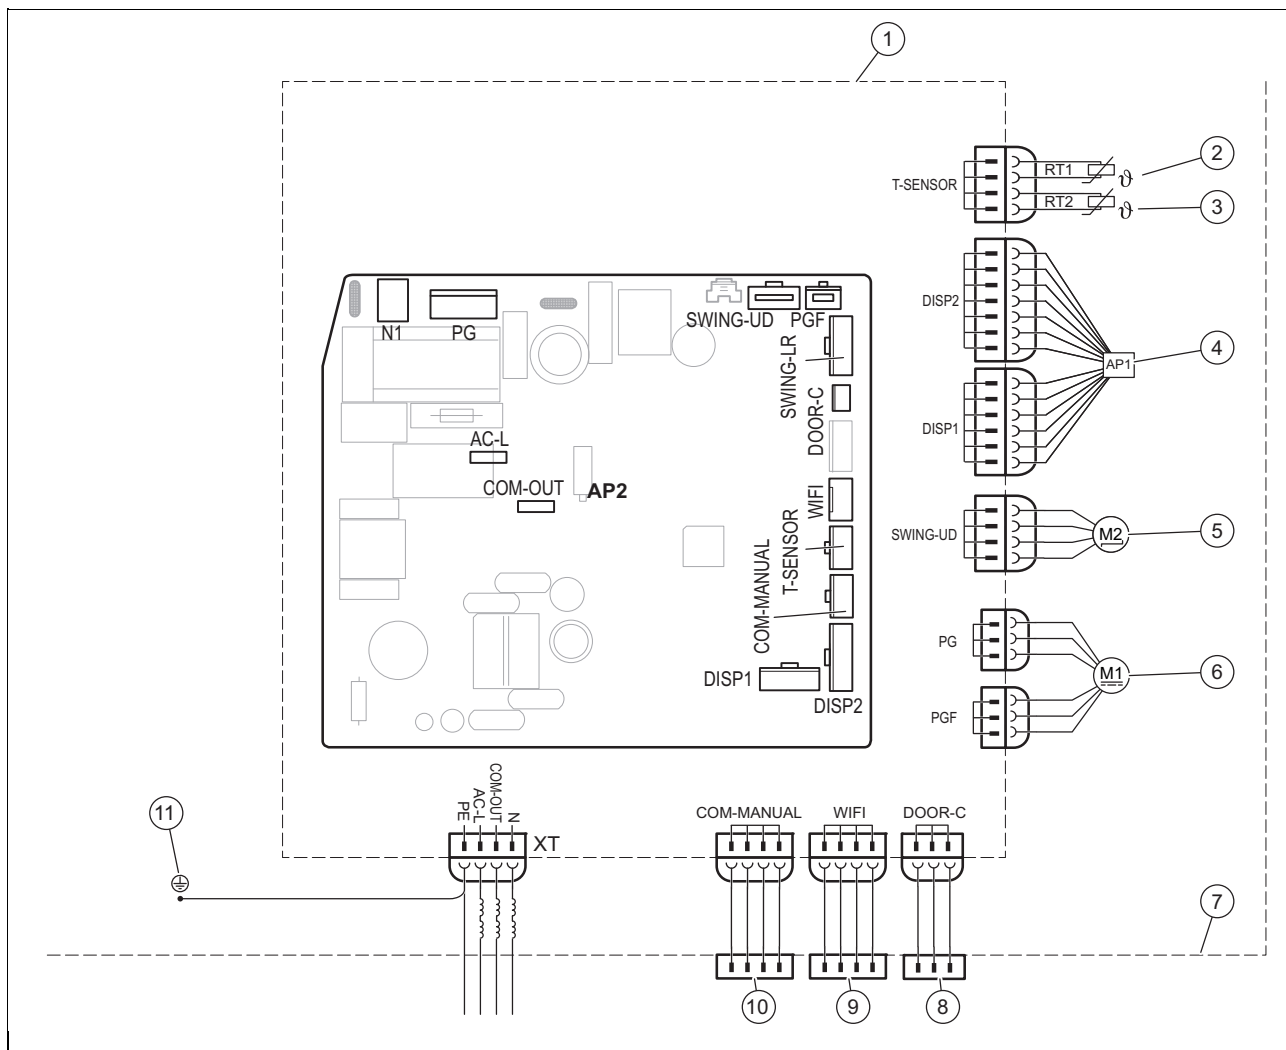 1
T-SENSOR
RT1
ϑ
2
RT2
ϑ
3
DISP2
AP1
4
DISP1
SWING-UD
M2
5
PG
M1
6
PGF
N1
PG
SWING-UD
PGF
SWING-LR
DOOR-C
AC-L
COM-OUT
AP2
WIFI
T-SENSOR
COM-MANUAL
DISP1
DISP2
PE
AC-L
COM-OUT
N
XT
COM-MANUAL
WIFI
DOOR-C
11
7
10
9
8